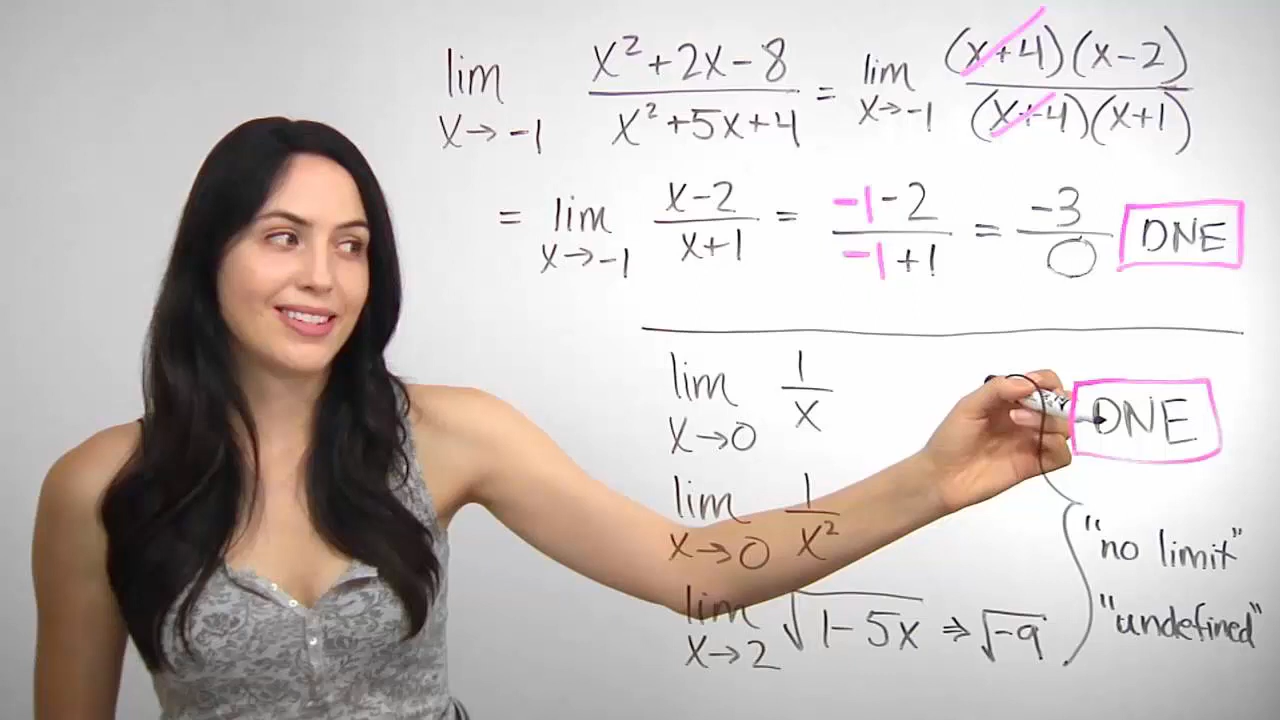 lim x→-1 (x²+2x-8)/(x²+5x+4) = lim x→-1 ((x+4)(x-2))/((x+4)(x+1))
= lim x→-1 (x-2)/(x+1) = (-1-2)/(-1+1) = -3/0 DNE
lim x→0 1/x
DNE
lim x→0 1/x²
"no limit"
"undefined"
lim x→2 √(1-5x) ⇒ √-9